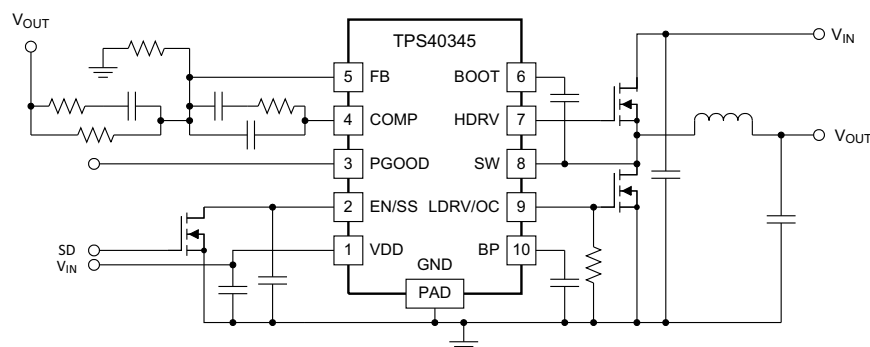 VOUT
TPS40345
VIN
5 FB BOOT 6
4 COMP HDRV 7
VOUT
3 PGOOD SW 8
2 EN/SS LDRV/OC 9
SD
1 VDD BP 10
VIN
GND
PAD